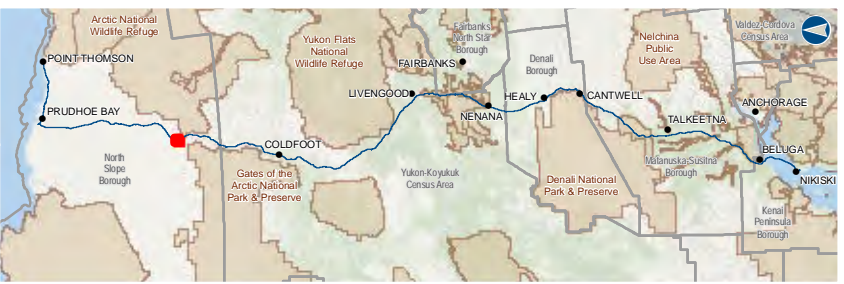 Arctic National
Wildlife Refuge
POINT THOMSON
PRUDHOE BAY
North
Slope
Borough
COLDFOOT
Gates of the
Arctic National
Park & Preserve
Yukon Flats
National
Wildlife Refuge
LIVENGOOD
FAIRBANKS
Fairbanks
North Star
Borough
NENANA
Yukon-Koyukuk
Census Area
Denali
Borough
HEALY
CANTWELL
Denali National
Park & Preserve
Nelchina
Public
Use Area
TALKEETNA
Matanuska-Susitna
Borough
Valdez-Cordova
Census Area
ANCHORAGE
BELUGA
NIKISKI
Kenai
Peninsula
Borough